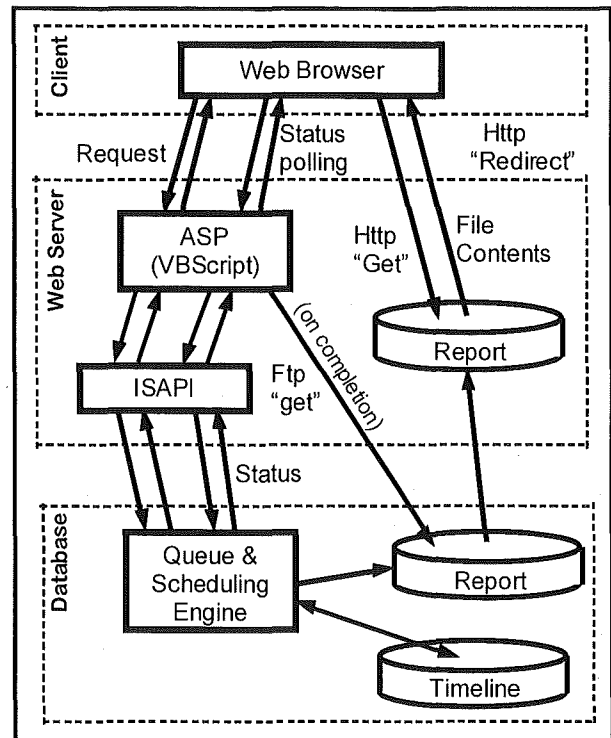 Client
Web Browser
Request
Status
polling
Http
"Redirect"
Web Server
ASP
(VBScript)
Http
"Get"
File
Contents
Report
(on completion)
ISAPI
Ftp
"get"
Status
Database
Queue &
Scheduling
Engine
Report
Timeline